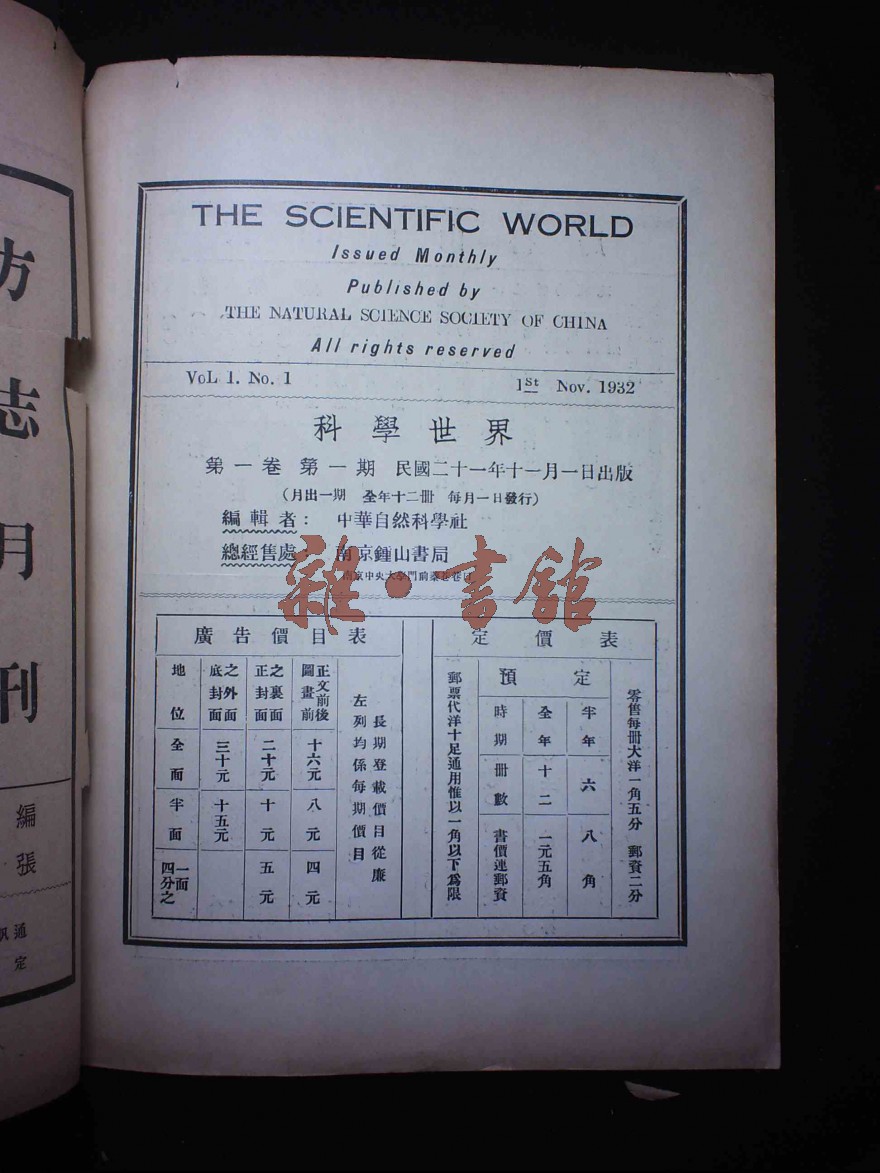 THE SCIENTIFIC WORLD
Issued Monthly
Published by
THE NATURAL SCIENCE SOCIETY OF CHINA
All rights reserved
VoL 1. No. 1
1st Nov. 1932
科學世界
第一卷 第一期 民國二十一年十一月一日出版
(月出一期 全年十二冊 每月一日發行)
編輯者: 中華自然科學社
總經售處: 南京鍾山書局
南京中央大學門前
雜·書館
定價表
零售每冊大洋一角五分 郵資二分
預定
時期 全年 半年
冊數 十二 六
書價連郵資 一元五角 八角
郵票代洋十足通用惟以一角以下爲限
廣告價目表
地位 底封面之外面 正封面之裏面 圖畫前正文前後
全面 三十元 二十元 十六元
半面 十五元 十元 八元
四分之一面 五元 四元
長期登載價目從廉
左列均係每期價目
方志月刊
編
張
通
定